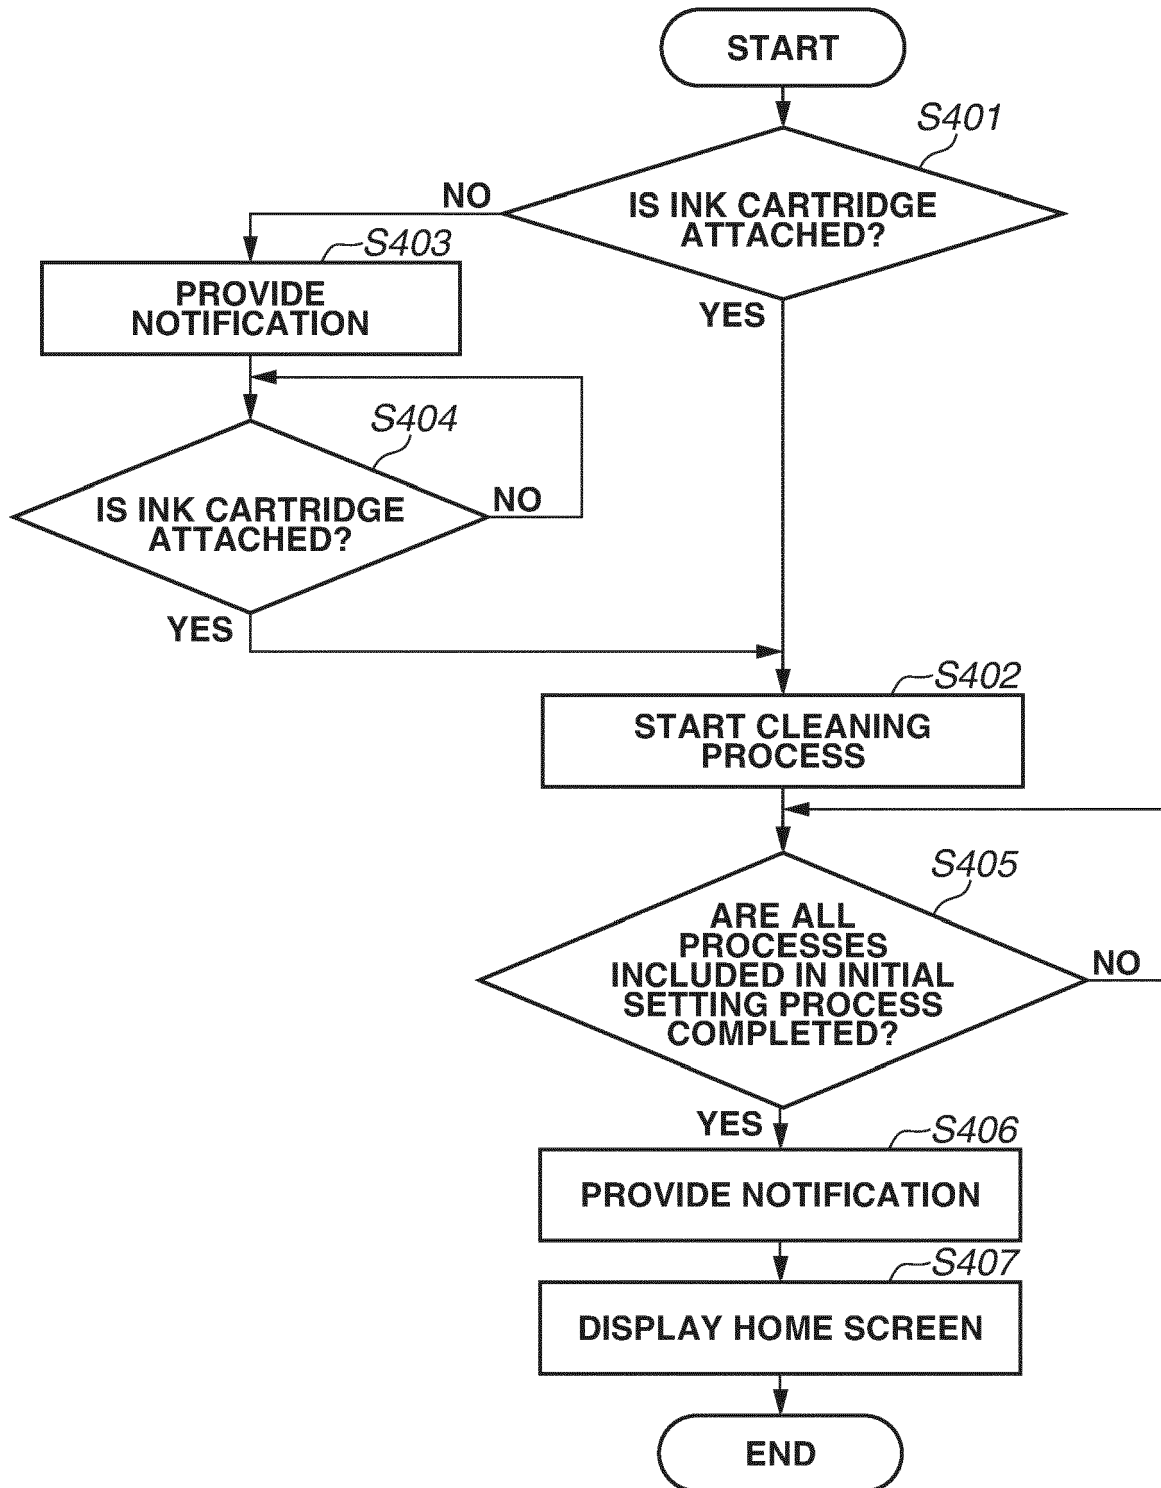 START
S401
IS INK CARTRIDGE
ATTACHED?
NO
YES
S403
PROVIDE
NOTIFICATION
S404
IS INK CARTRIDGE
ATTACHED?
NO
YES
S402
START CLEANING
PROCESS
S405
ARE ALL
PROCESSES
INCLUDED IN INITIAL
SETTING PROCESS
COMPLETED?
NO
YES
S406
PROVIDE NOTIFICATION
S407
DISPLAY HOME SCREEN
END